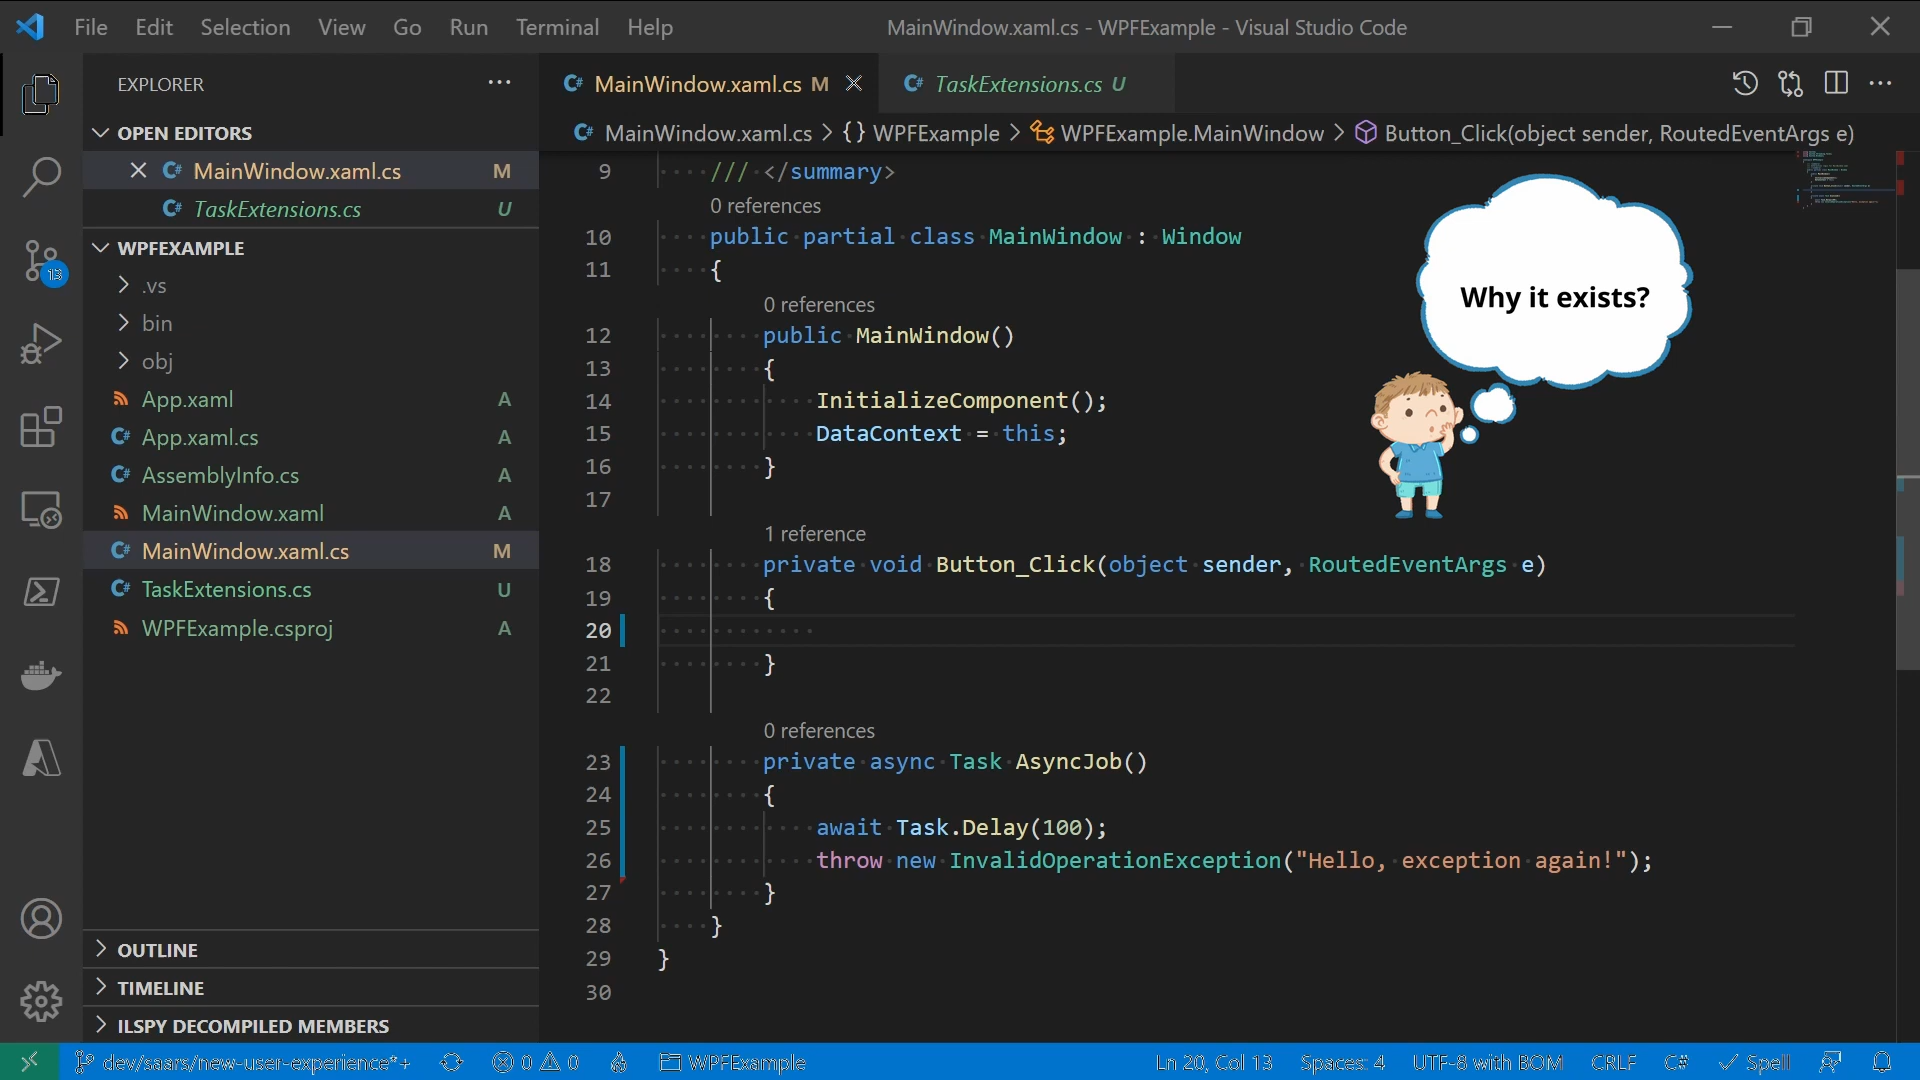 File Edit Selection View Go Run Terminal Help
MainWindow.xaml.cs - WPFExample - Visual Studio Code
EXPLORER
OPEN EDITORS
MainWindow.xaml.cs M
TaskExtensions.cs U
WPFEXAMPLE
.vs
bin
obj
App.xaml A
App.xaml.cs A
AssemblyInfo.cs A
MainWindow.xaml A
MainWindow.xaml.cs M
TaskExtensions.cs U
WPFExample.csproj A
OUTLINE
TIMELINE
ILSPY DECOMPILED MEMBERS
13
MainWindow.xaml.cs M
TaskExtensions.cs U
MainWindow.xaml.cs > {} WPFExample > WPFExample.MainWindow > Button_Click(object sender, RoutedEventArgs e)
9 /// </summary>
0 references
10 public partial class MainWindow : Window
11 {
0 references
12 public MainWindow()
13 {
14 InitializeComponent();
15 DataContext = this;
16 }
17
1 reference
18 private void Button_Click(object sender, RoutedEventArgs e)
19 {
20
21 }
22
0 references
23 private async Task AsyncJob()
24 {
25 await Task.Delay(100);
26 throw new InvalidOperationException("Hello, exception again!");
27 }
28 }
29 }
30
Why it exists?
dev/saars/new-user-experience*+ 0 0 WPFExample
Ln 20, Col 13 Spaces: 4 UTF-8 with BOM CRLF C# Spell